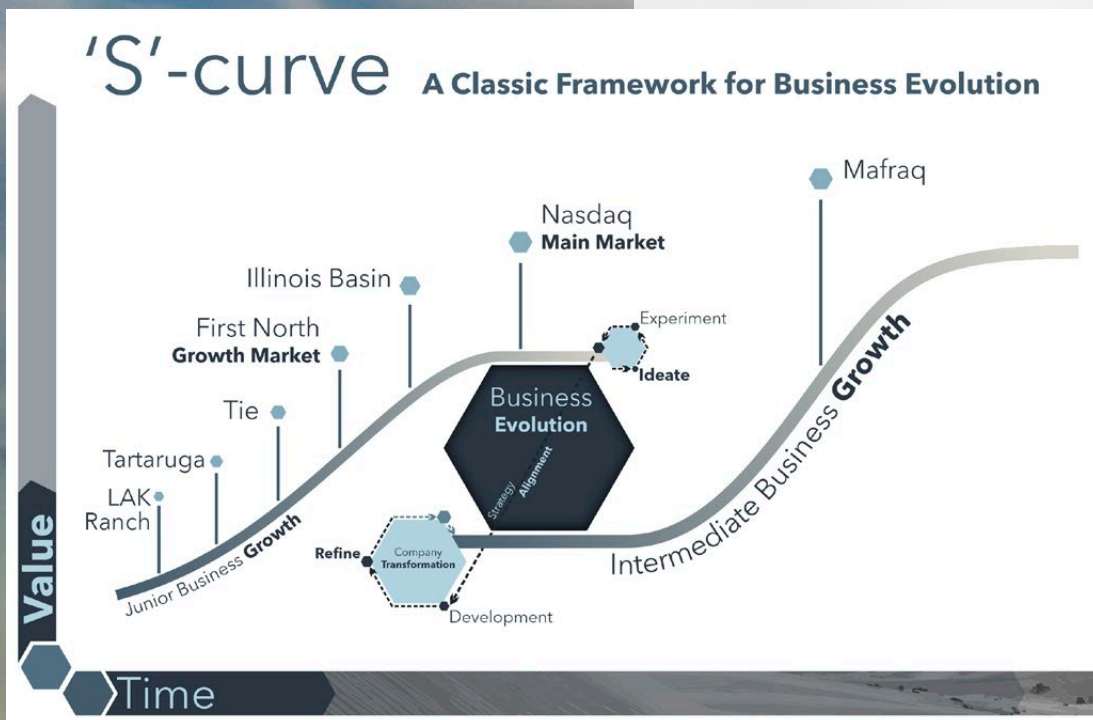 'S'-curve A Classic Framework for Business Evolution
Mafraq
Nasdaq
Main Market
Illinois Basin
First North
Growth Market
Experiment
Ideate
Tie
Business
Evolution
Tartaruga
LAK
Ranch
Strategy
Alignment
Junior Business Growth
Intermediate Business Growth
Refine
Company
Transformation
Development
Value
Time